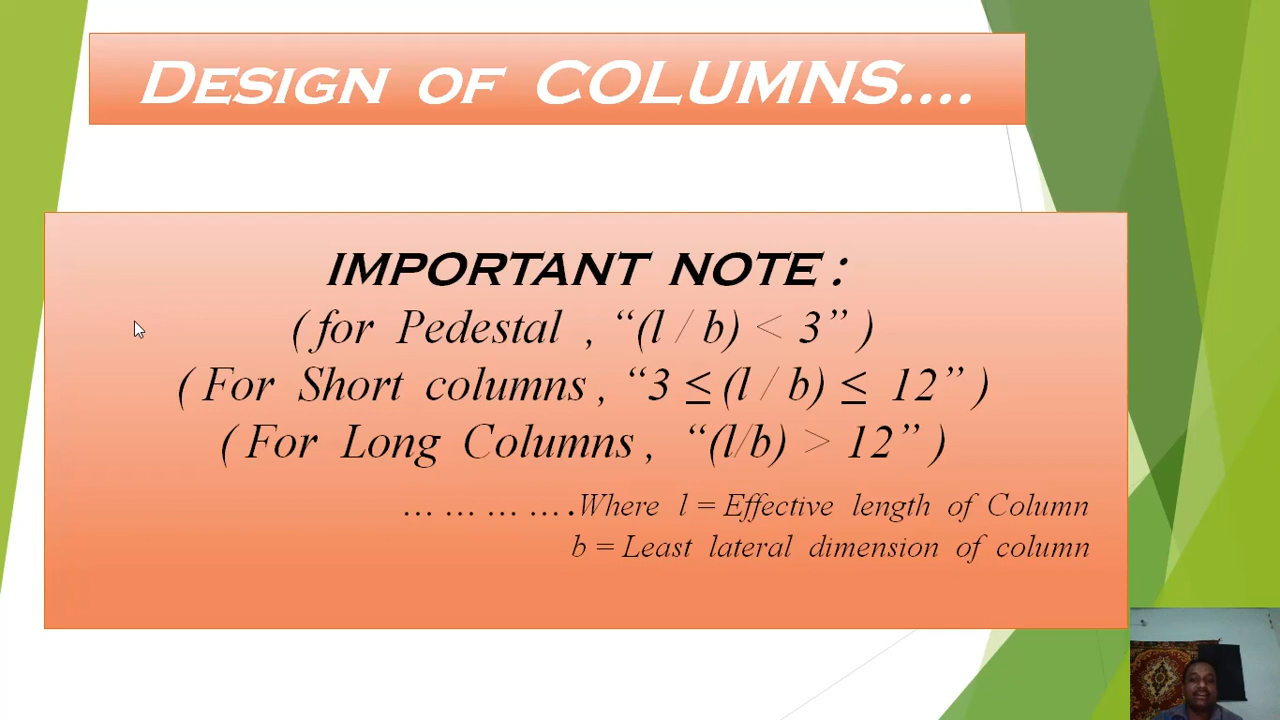 DESIGN OF COLUMNS....
IMPORTANT NOTE :
( for Pedestal , “(l / b) < 3” )
( For Short columns , “3 ≤ (l / b) ≤ 12” )
( For Long Columns , “(l/b) > 12” )
… … … … .Where l = Effective length of Column
b = Least lateral dimension of column